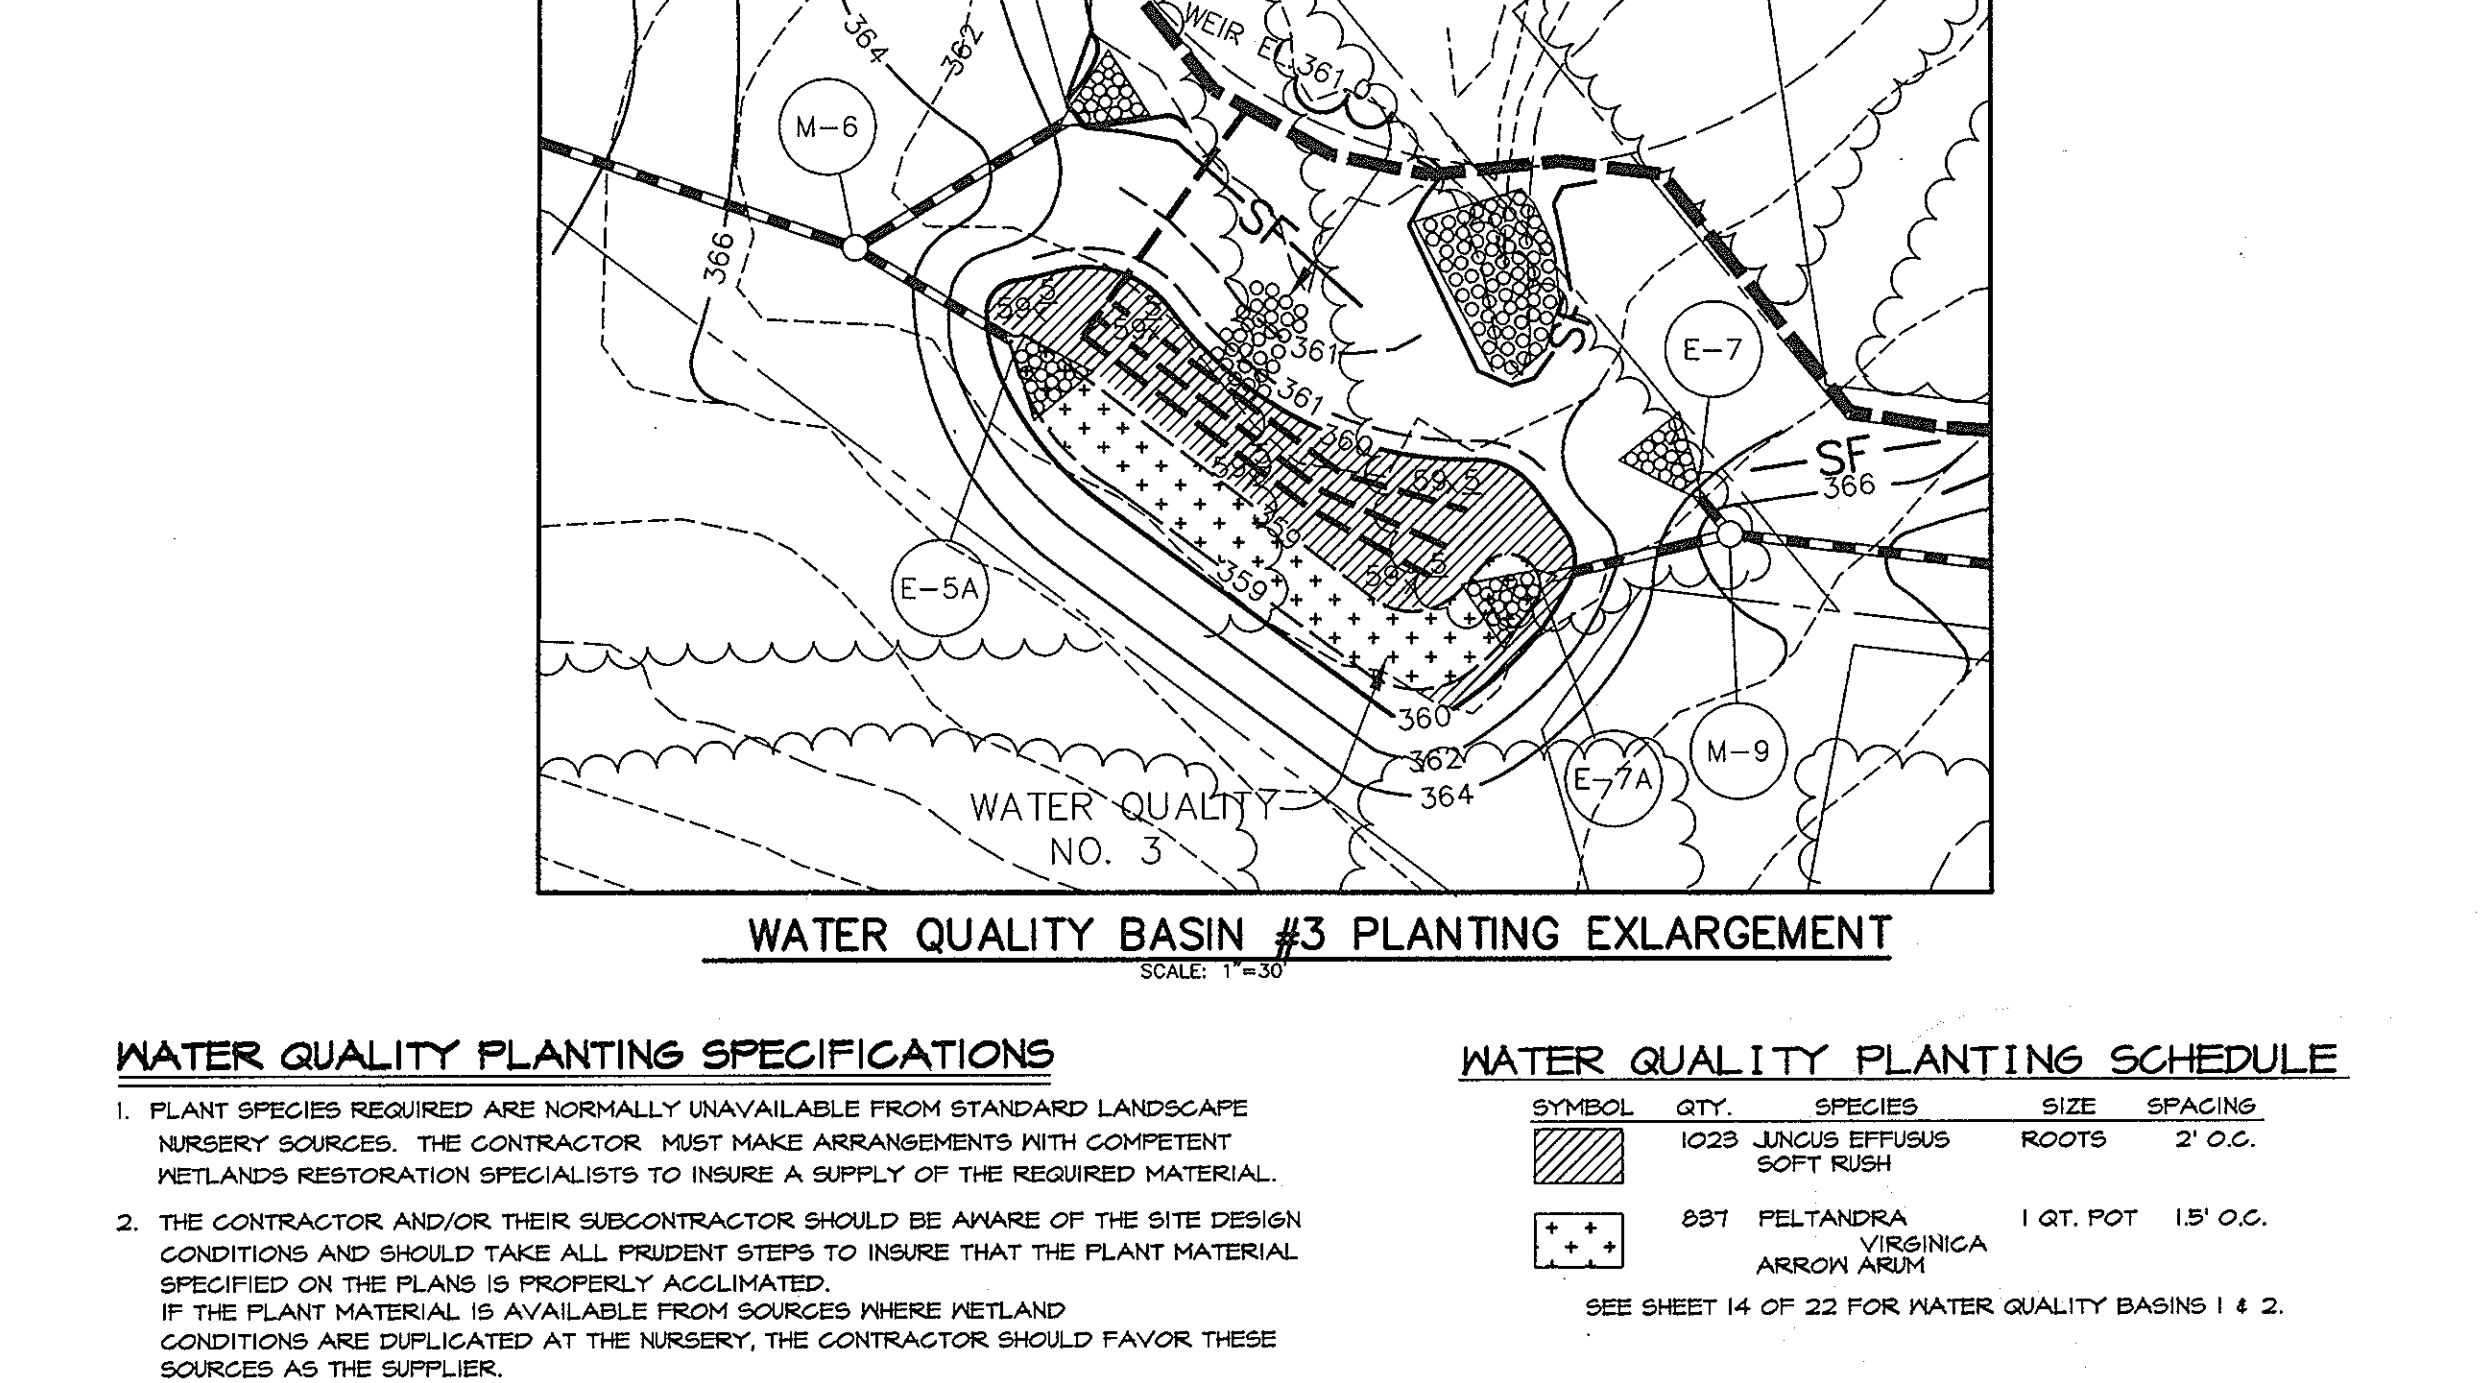 WEIR EL. 361
364
362
M-6
SF
366
59.5
361
SF
E-7
361
360
SF
366
59.5
359
359
E-5A
360
362
364
M-9
E-7A
WATER QUALITY
NO. 3
WATER QUALITY BASIN #3 PLANTING EXLARGEMENT
SCALE: 1"=30'
WATER QUALITY PLANTING SPECIFICATIONS
1. PLANT SPECIES REQUIRED ARE NORMALLY UNAVAILABLE FROM STANDARD LANDSCAPE
NURSERY SOURCES. THE CONTRACTOR MUST MAKE ARRANGEMENTS WITH COMPETENT
WETLANDS RESTORATION SPECIALISTS TO INSURE A SUPPLY OF THE REQUIRED MATERIAL.
2. THE CONTRACTOR AND/OR THEIR SUBCONTRACTOR SHOULD BE AWARE OF THE SITE DESIGN
CONDITIONS AND SHOULD TAKE ALL PRUDENT STEPS TO INSURE THAT THE PLANT MATERIAL
SPECIFIED ON THE PLANS IS PROPERLY ACCLIMATED.
IF THE PLANT MATERIAL IS AVAILABLE FROM SOURCES WHERE WETLAND
CONDITIONS ARE DUPLICATED AT THE NURSERY, THE CONTRACTOR SHOULD FAVOR THESE
SOURCES AS THE SUPPLIER.
WATER QUALITY PLANTING SCHEDULE
SYMBOL QTY. SPECIES SIZE SPACING
1023 JUNCUS EFFUSUS ROOTS 2' O.C.
SOFT RUSH
837 PELTANDRA 1 QT. POT 1.5' O.C.
VIRGINICA
ARROW ARUM
SEE SHEET 14 OF 22 FOR WATER QUALITY BASINS 1 & 2.